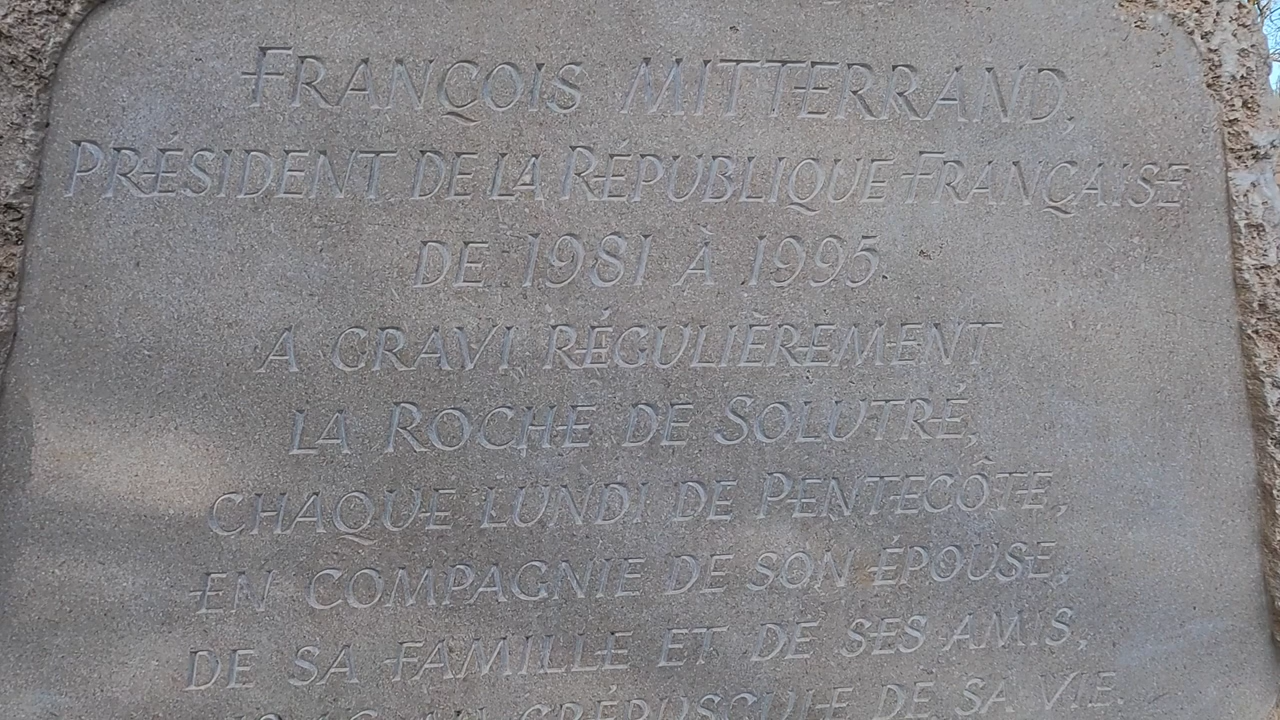 FRANÇOIS MITTERRAND,
PRESIDENT DE LA RÉPUBLIQUE FRANÇAISE
DE 1981 À 1995
A GRAVI RÉGULIÈREMENT
LA ROCHE DE SOLUTRÉ,
CHAQUE LUNDI DE PENTECÔTE,
EN COMPAGNIE DE SON ÉPOUSE,
DE SA FAMILLE ET DE SES AMIS,
CRÉPUSCULE DE SA VIE.